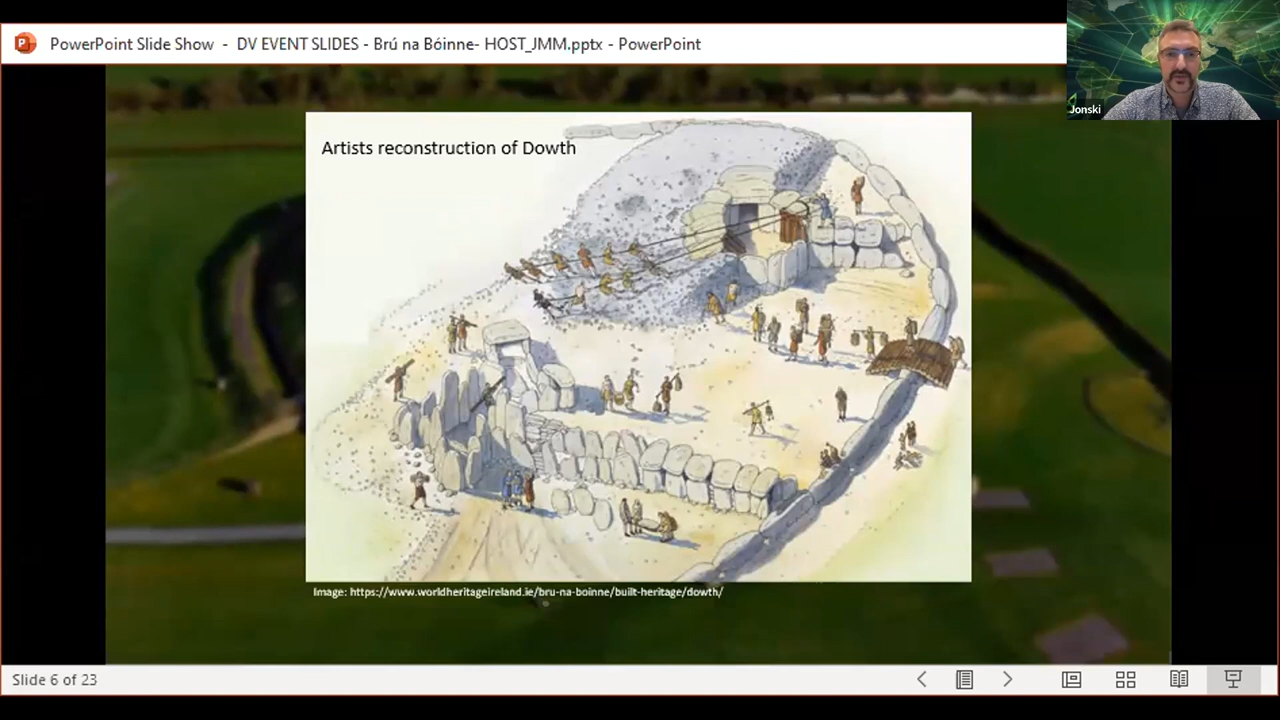 PowerPoint Slide Show - DV EVENT SLIDES - Brú na Bóinne- HOST_JMM.pptx - PowerPoint
Jonski
Artists reconstruction of Dowth
Image: https://www.worldheritageireland.ie/bru-na-boinne/built-heritage/dowth/
Slide 6 of 23